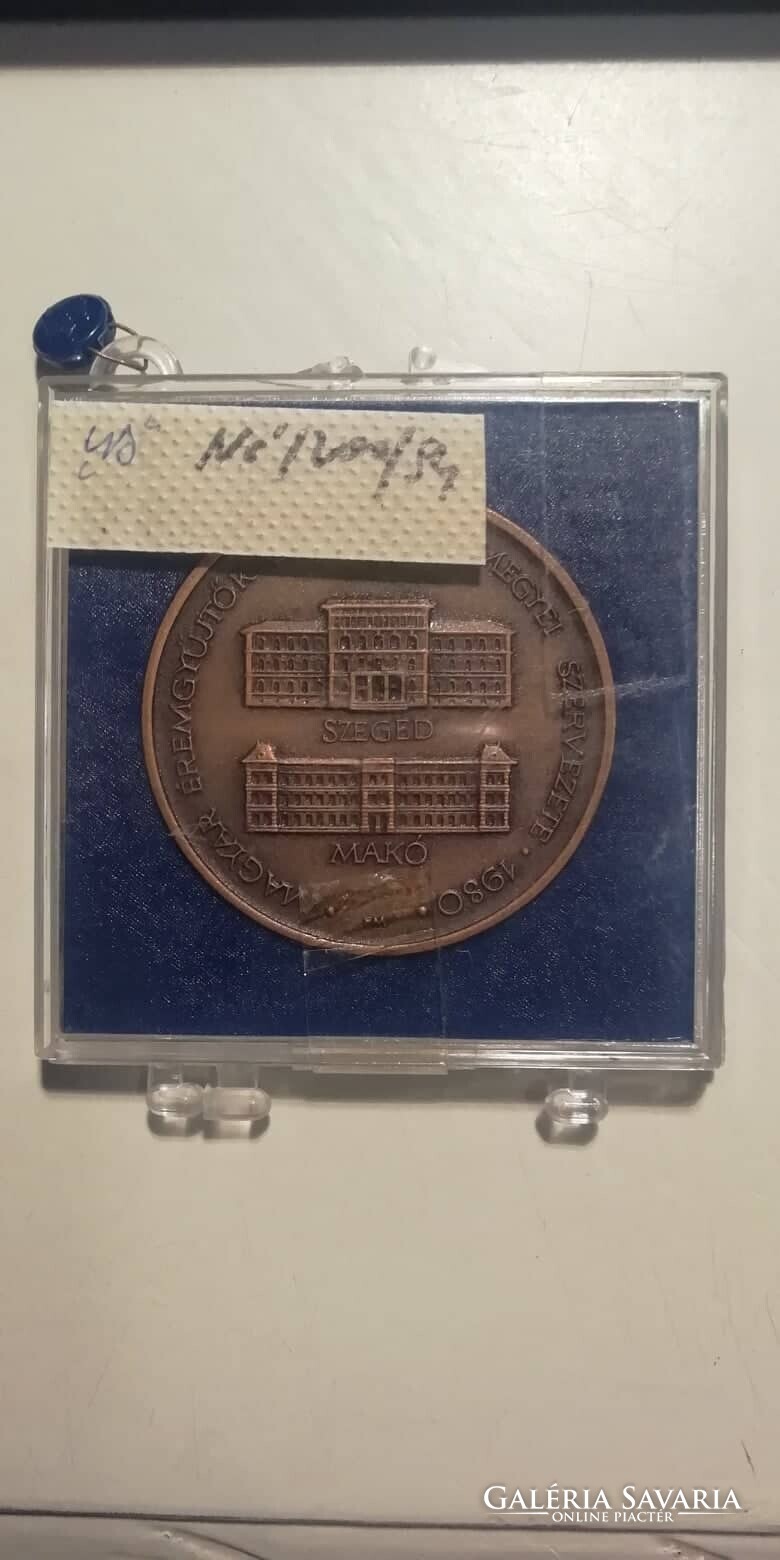 MAGYAR ÉREMGYŰJTŐK
MEGYEI SZERVEZETE · 1980 ·
SZEGED
MAKÓ
GALÉRIA SAVARIA
ONLINE PIACTÉR